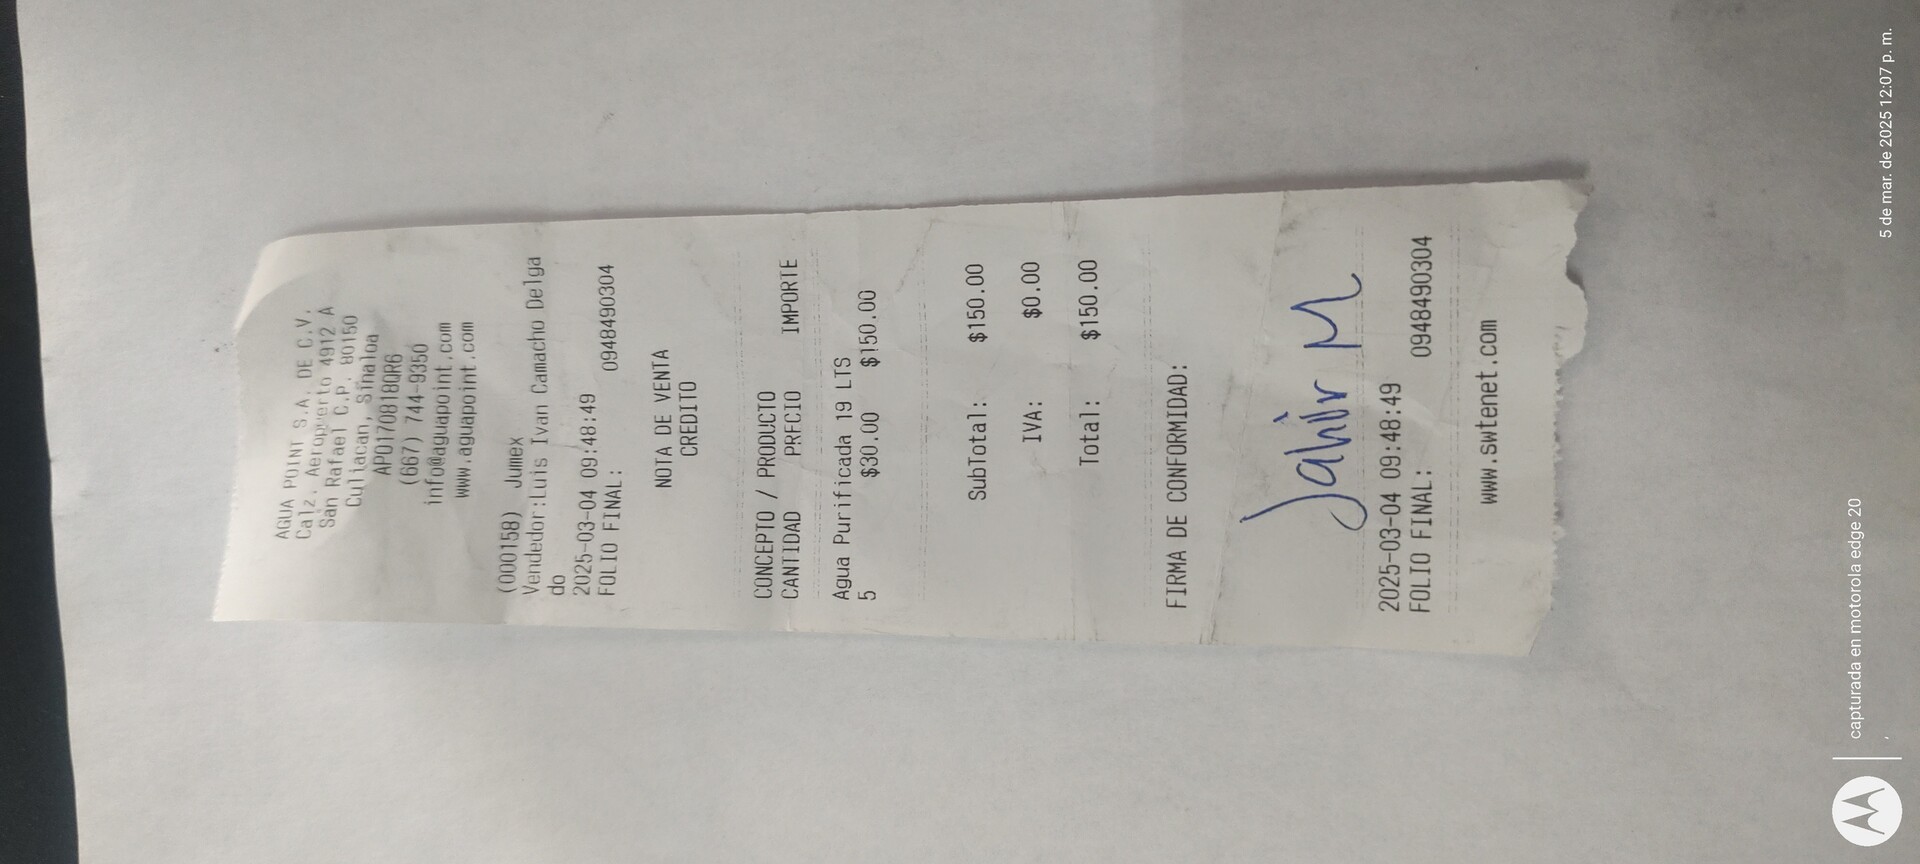 AGUA POINT S.A. DE C.V.
Calz. Aeropuerto 4912 A
San Rafael C.P. 80150
Culiacan, Sinaloa
APO170818QR6
(667) 744-9350
info@aguapoint.com
www.aguapoint.com
(000158) Jumex
Vendedor:Luis Ivan Camacho Delga
do
2025-03-04 09:48:49
FOLIO FINAL: 0948490304
NOTA DE VENTA
CREDITO
CONCEPTO / PRODUCTO
CANTIDAD PRECIO IMPORTE
Agua Purificada 19 LTS
5 $30.00 $150.00
SubTotal: $150.00
IVA: $0.00
Total: $150.00
FIRMA DE CONFORMIDAD:
2025-03-04 09:48:49
FOLIO FINAL: 0948490304
www.swtenet.com
capturada en motorola edge 20
5 de mar. de 2025 12:07 p. m.